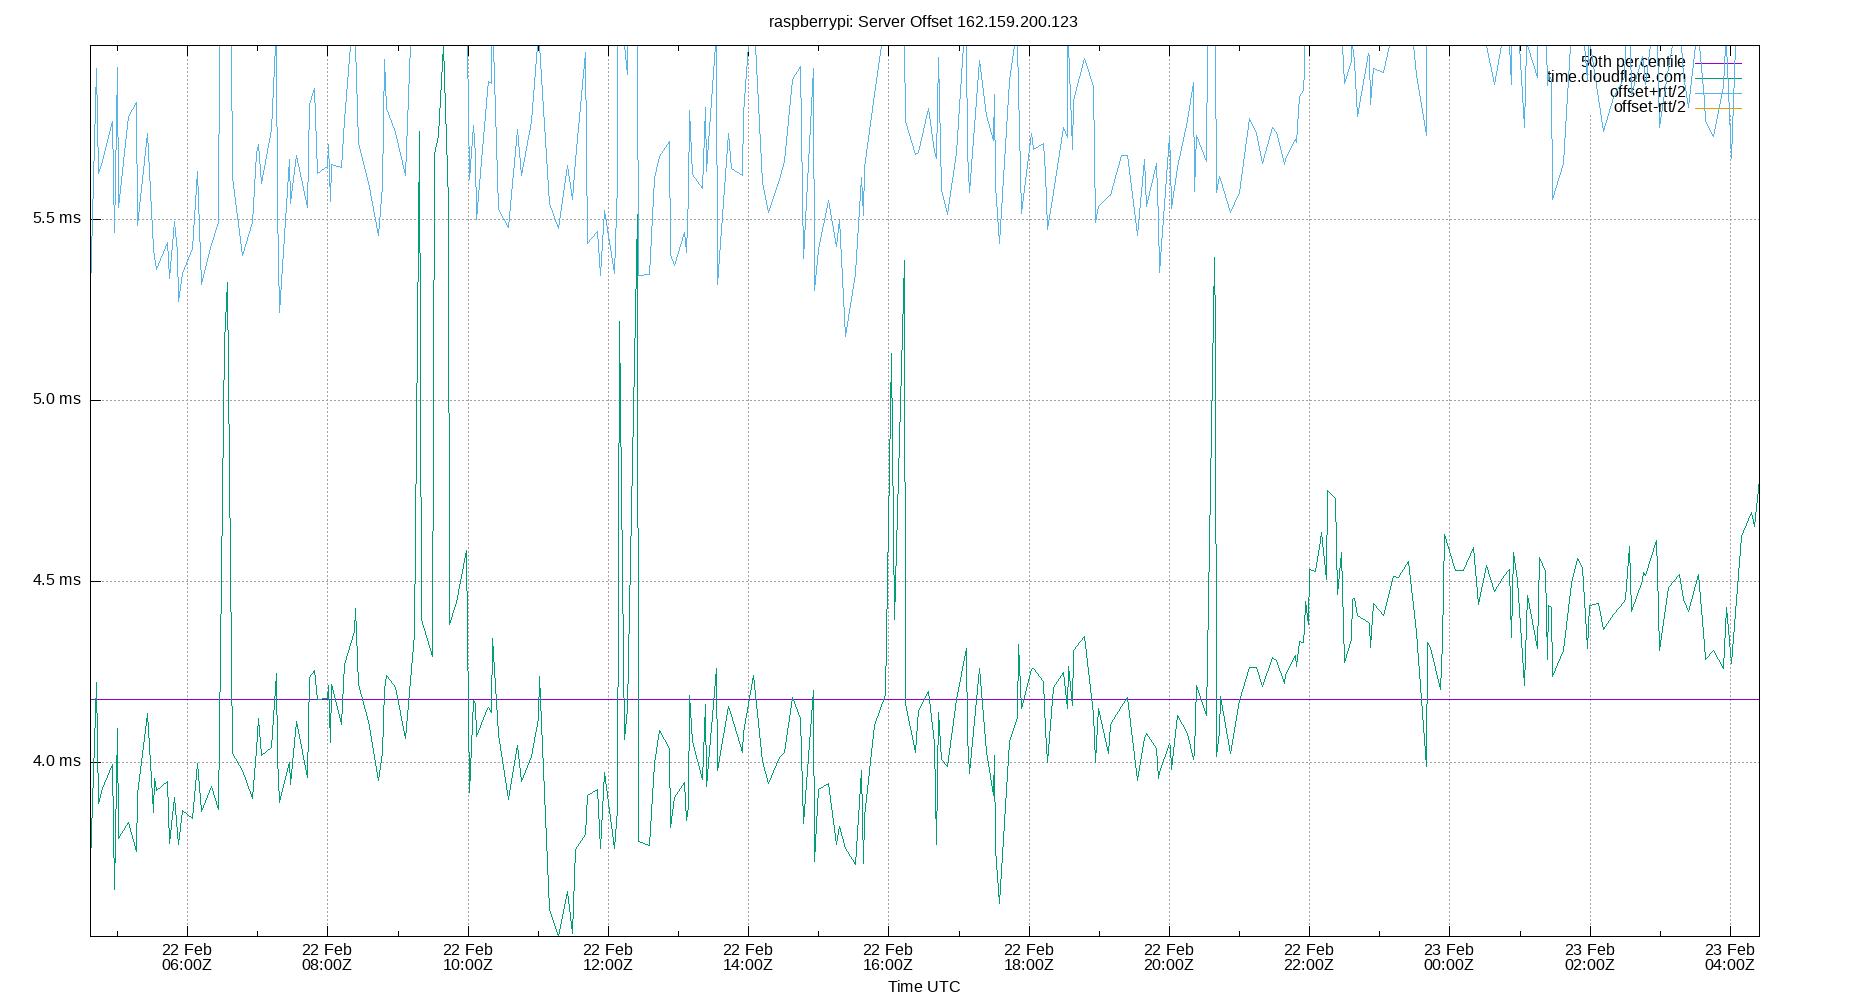 raspberrypi: Server Offset 162.159.200.123
50th percentile
time.cloudflare.com
offset+rtt/2
offset-rtt/2
5.5 ms
5.0 ms
4.5 ms
4.0 ms
22 Feb 22 Feb 22 Feb 22 Feb 22 Feb 22 Feb 22 Feb 22 Feb 22 Feb 23 Feb 23 Feb 23 Feb
06:00Z 08:00Z 10:00Z 12:00Z 14:00Z 16:00Z 18:00Z 20:00Z 22:00Z 00:00Z 02:00Z 04:00Z
Time UTC